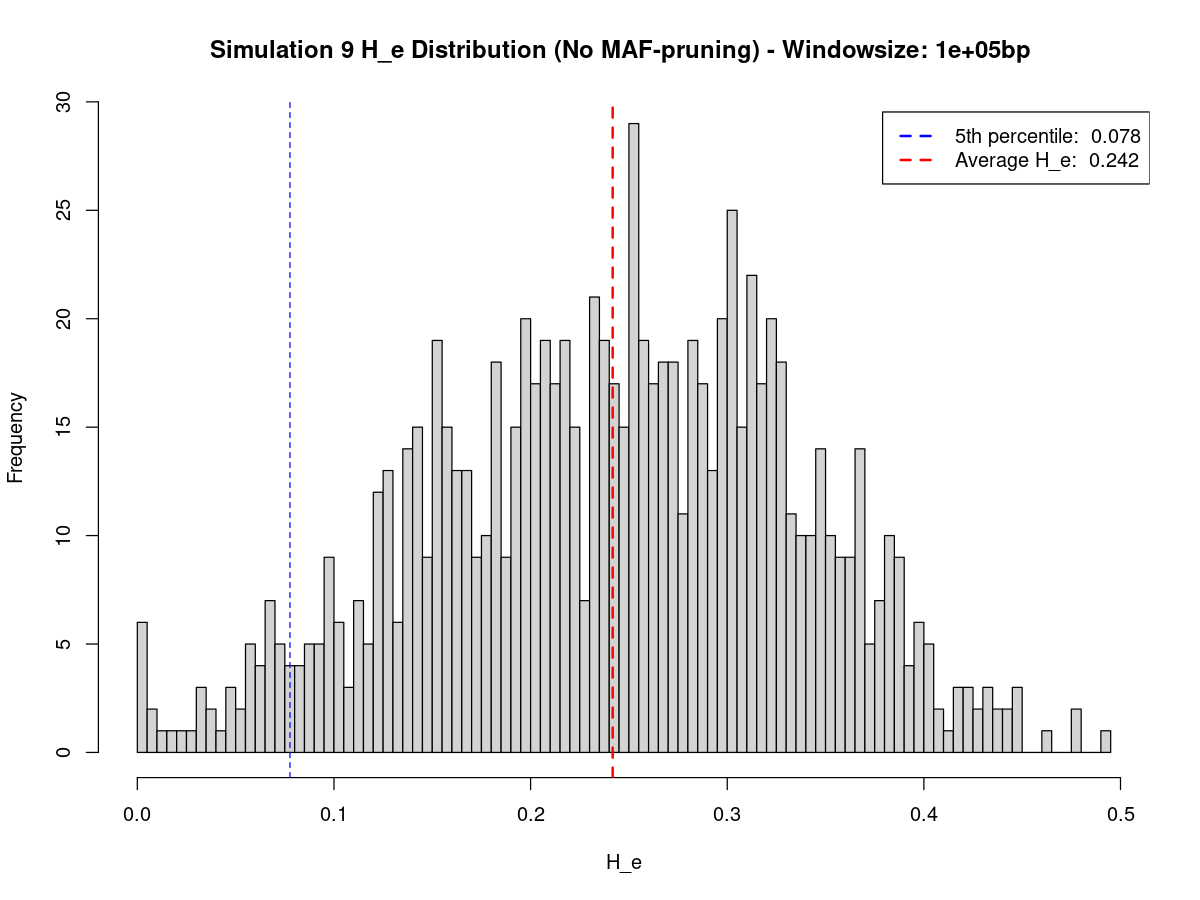 Simulation 9 H_e Distribution (No MAF-pruning) - Windowsize: 1e+05bp
5th percentile: 0.078
Average H_e: 0.242
Frequency
30
25
20
15
10
5
0
0.0 0.1 0.2 0.3 0.4 0.5
H_e